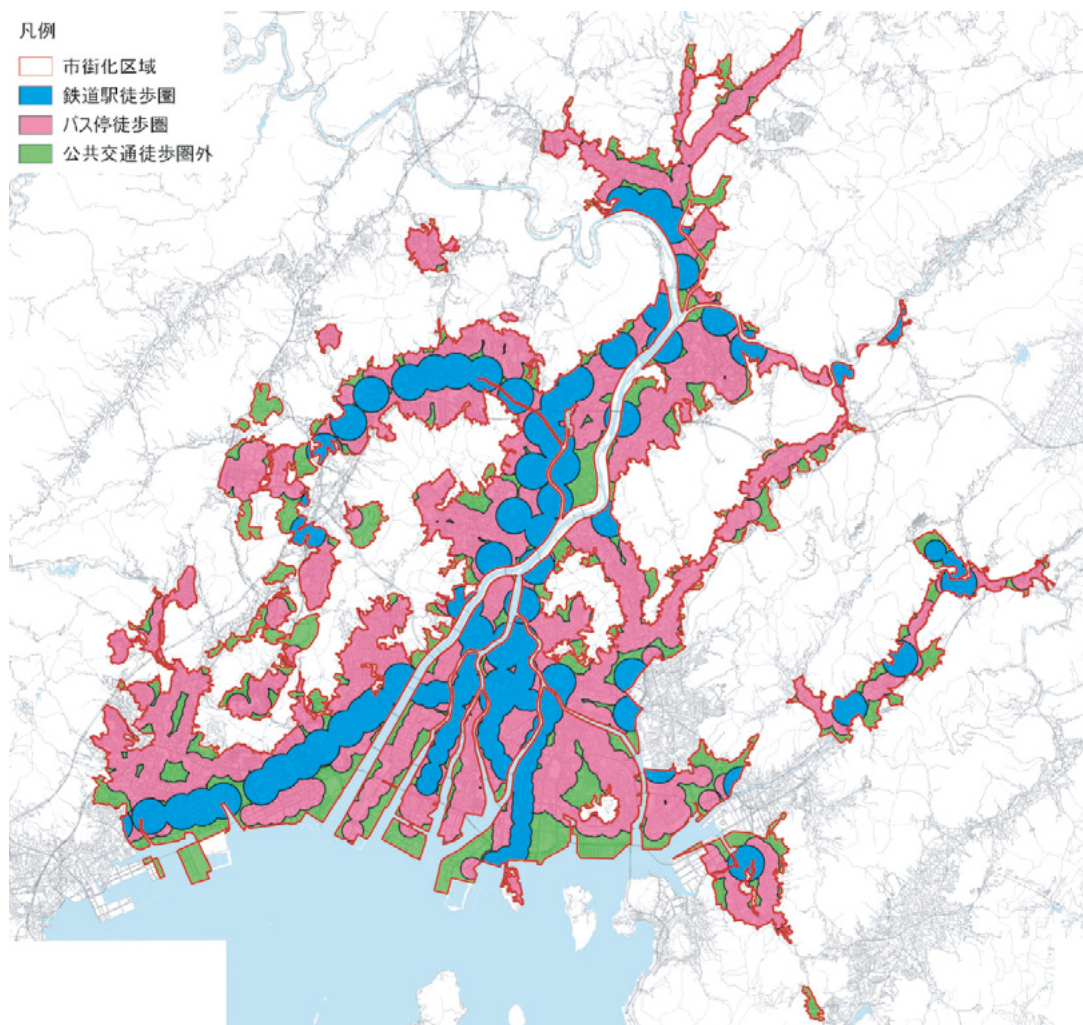 凡例
市街化区域
鉄道駅徒歩圏
バス停徒歩圏
公共交通徒歩圏外